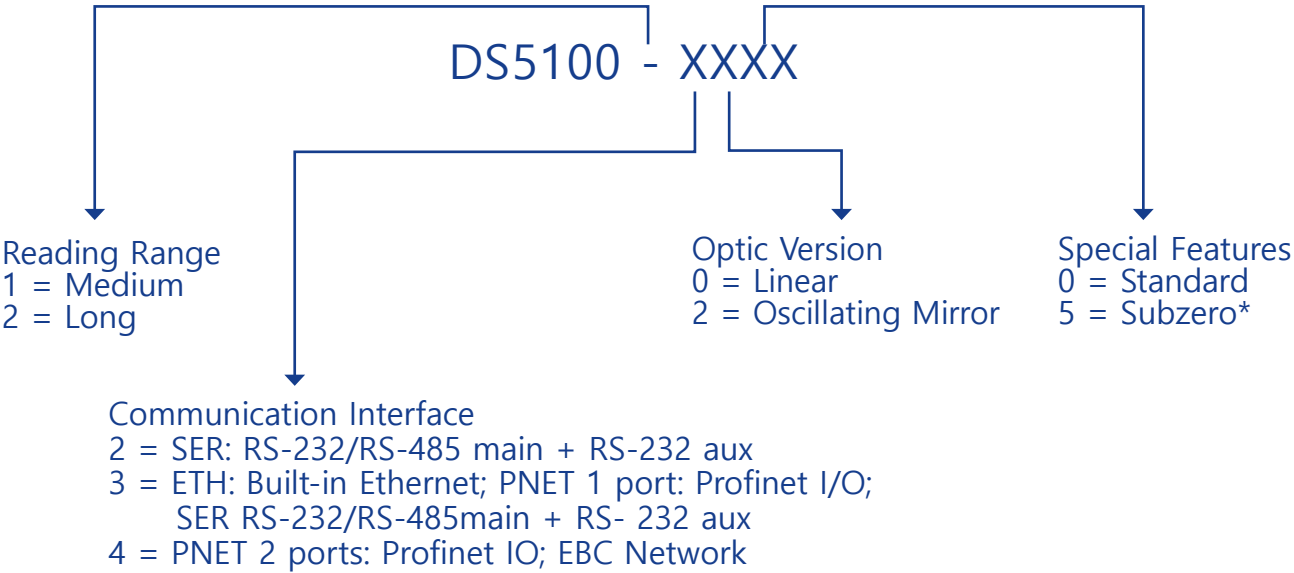 DS5100 - XXXX
Reading Range
1 = Medium
2 = Long
Optic Version
0 = Linear
2 = Oscillating Mirror
Special Features
0 = Standard
5 = Subzero*
Communication Interface
2 = SER: RS-232/RS-485 main + RS-232 aux
3 = ETH: Built-in Ethernet; PNET 1 port: Profinet I/O;
SER RS-232/RS-485main + RS- 232 aux
4 = PNET 2 ports: Profinet IO; EBC Network